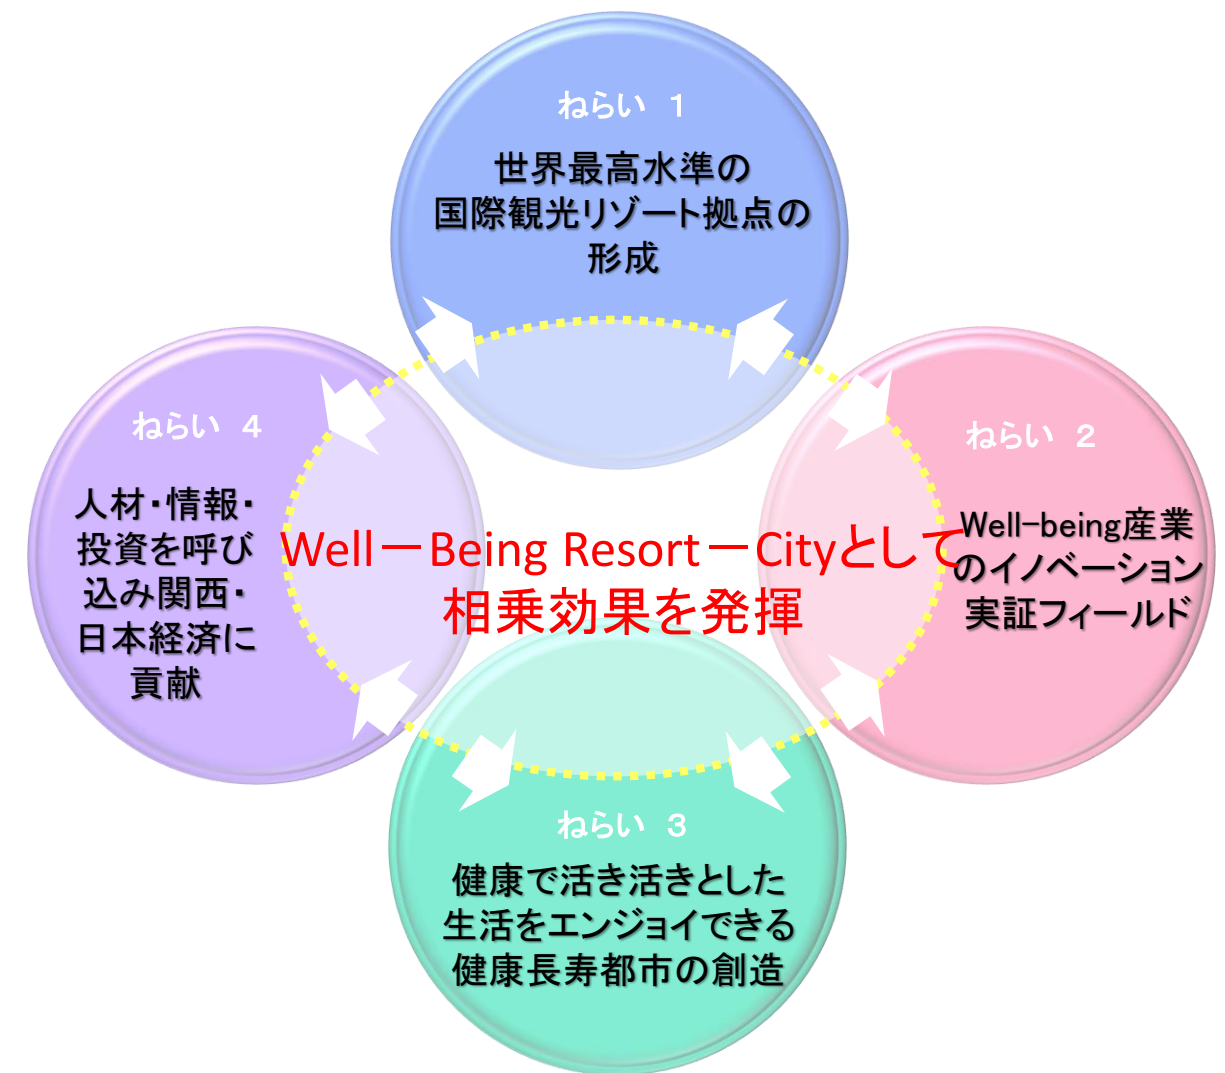 ねらい　１
世界最高水準の
国際観光リゾート拠点の
形成
ねらい　２
Well-being産業
のイノベーション
実証フィールド
ねらい　３
健康で活き活きとした
生活をエンジョイできる
健康長寿都市の創造
ねらい　４
人材・情報・
投資を呼び
込み関西・
日本経済に
貢献
Well－Being Resort－Cityとして
相乗効果を発揮